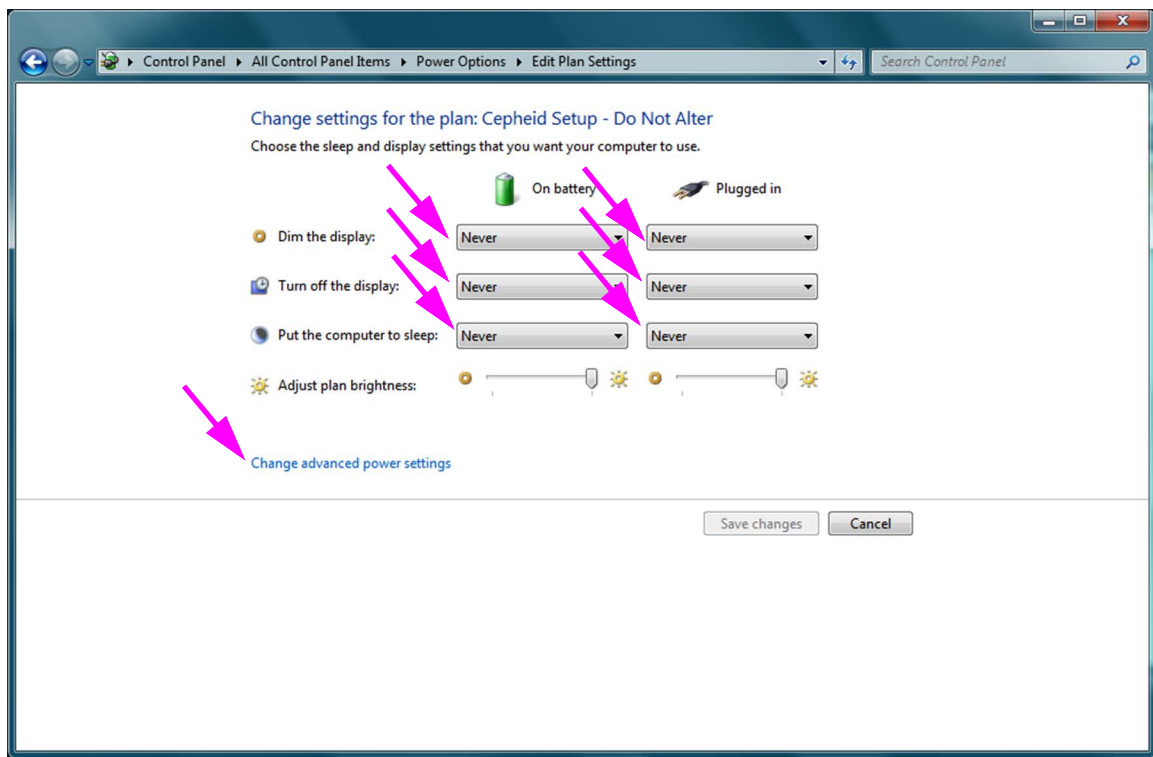 Control Panel ▸ All Control Panel Items ▸ Power Options ▸ Edit Plan Settings
Search Control Panel
Change settings for the plan: Cepheid Setup - Do Not Alter
Choose the sleep and display settings that you want your computer to use.
On battery Plugged in
Dim the display: Never Never
Turn off the display: Never Never
Put the computer to sleep: Never Never
Adjust plan brightness:
Change advanced power settings
Save changes Cancel